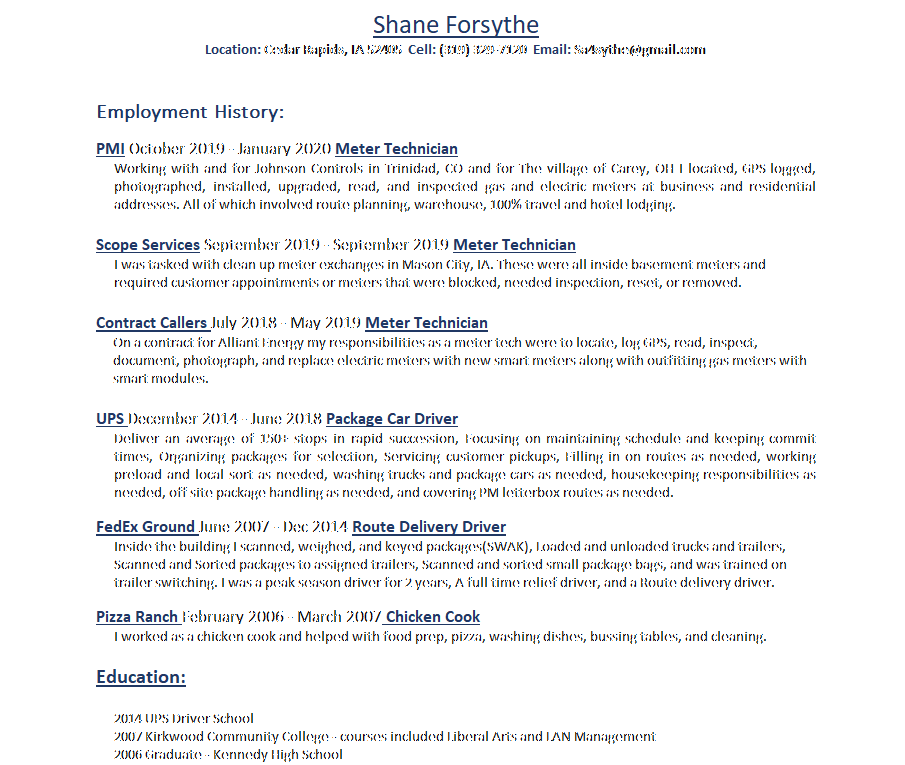 Shane Forsythe
Location: Cedar Rapids, IA 52405 Cell: (319) 329-7120 Email: Sa4sythe@gmail.com
Employment History:
PMI October 2019 - January 2020 Meter Technician
Working with and for Johnson Controls in Trinidad, CO and for The village of Carey, OH I located, GPS logged,
photographed, installed, upgraded, read, and inspected gas and electric meters at business and residential
addresses. All of which involved route planning, warehouse, 100% travel and hotel lodging.
Scope Services September 2019 - September 2019 Meter Technician
I was tasked with clean up meter exchanges in Mason City, IA. These were all inside basement meters and
required customer appointments or meters that were blocked, needed inspection, reset, or removed.
Contract Callers July 2018 - May 2019 Meter Technician
On a contract for Alliant Energy my responsibilities as a meter tech were to locate, log GPS, read, inspect,
document, photograph, and replace electric meters with new smart meters along with outfitting gas meters with
smart modules.
UPS December 2014 - June 2018 Package Car Driver
Deliver an average of 150+ stops in rapid succession, Focusing on maintaining schedule and keeping commit
times, Organizing packages for selection, Servicing customer pickups, Filling in on routes as needed, working
preload and local sort as needed, washing trucks and package cars as needed, housekeeping responsibilities as
needed, off site package handling as needed, and covering PM letterbox routes as needed.
FedEx Ground June 2007 - Dec 2014 Route Delivery Driver
Inside the building I scanned, weighed, and keyed packages(SWAK), Loaded and unloaded trucks and trailers,
Scanned and Sorted packages to assigned trailers, Scanned and sorted small package bags, and was trained on
trailer switching. I was a peak season driver for 2 years, A full time relief driver, and a Route delivery driver.
Pizza Ranch February 2006 - March 2007 Chicken Cook
I worked as a chicken cook and helped with food prep, pizza, washing dishes, bussing tables, and cleaning.
Education:
2014 UPS Driver School
2007 Kirkwood Community College - courses included Liberal Arts and LAN Management
2006 Graduate - Kennedy High School